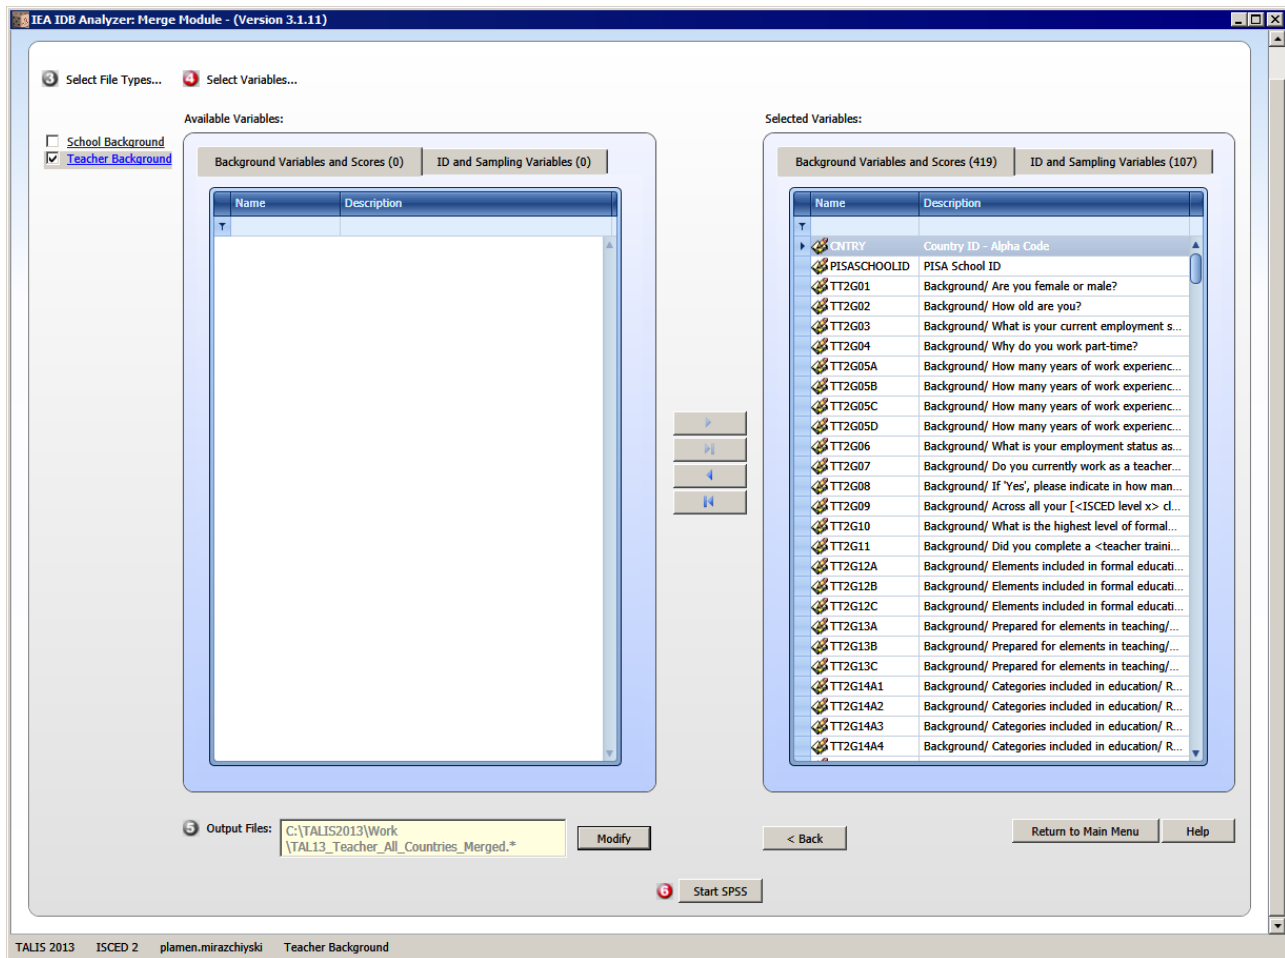 IEA IDB Analyzer: Merge Module - (Version 3.1.11)
3 Select File Types...
4 Select Variables...
School Background
Teacher Background
Available Variables:
Background Variables and Scores (0)
ID and Sampling Variables (0)
Name Description
Selected Variables:
Background Variables and Scores (419)
ID and Sampling Variables (107)
Name Description
CNTRY Country ID - Alpha Code
PISASCHOOLID PISA School ID
TT2G01 Background/ Are you female or male?
TT2G02 Background/ How old are you?
TT2G03 Background/ What is your current employment s...
TT2G04 Background/ Why do you work part-time?
TT2G05A Background/ How many years of work experienc...
TT2G05B Background/ How many years of work experienc...
TT2G05C Background/ How many years of work experienc...
TT2G05D Background/ How many years of work experienc...
TT2G06 Background/ What is your employment status as...
TT2G07 Background/ Do you currently work as a teacher...
TT2G08 Background/ If 'Yes', please indicate in how man...
TT2G09 Background/ Across all your [<ISCED level x> cl...
TT2G10 Background/ What is the highest level of formal...
TT2G11 Background/ Did you complete a <teacher traini...
TT2G12A Background/ Elements included in formal educati...
TT2G12B Background/ Elements included in formal educati...
TT2G12C Background/ Elements included in formal educati...
TT2G13A Background/ Prepared for elements in teaching/...
TT2G13B Background/ Prepared for elements in teaching/...
TT2G13C Background/ Prepared for elements in teaching/...
TT2G14A1 Background/ Categories included in education/ R...
TT2G14A2 Background/ Categories included in education/ R...
TT2G14A3 Background/ Categories included in education/ R...
TT2G14A4 Background/ Categories included in education/ R...
5 Output Files:
C:\TALIS2013\Work
\TAL13_Teacher_All_Countries_Merged.*
Modify
< Back
Return to Main Menu
Help
6 Start SPSS
TALIS 2013 ISCED 2 plamen.mirazchiyski Teacher Background